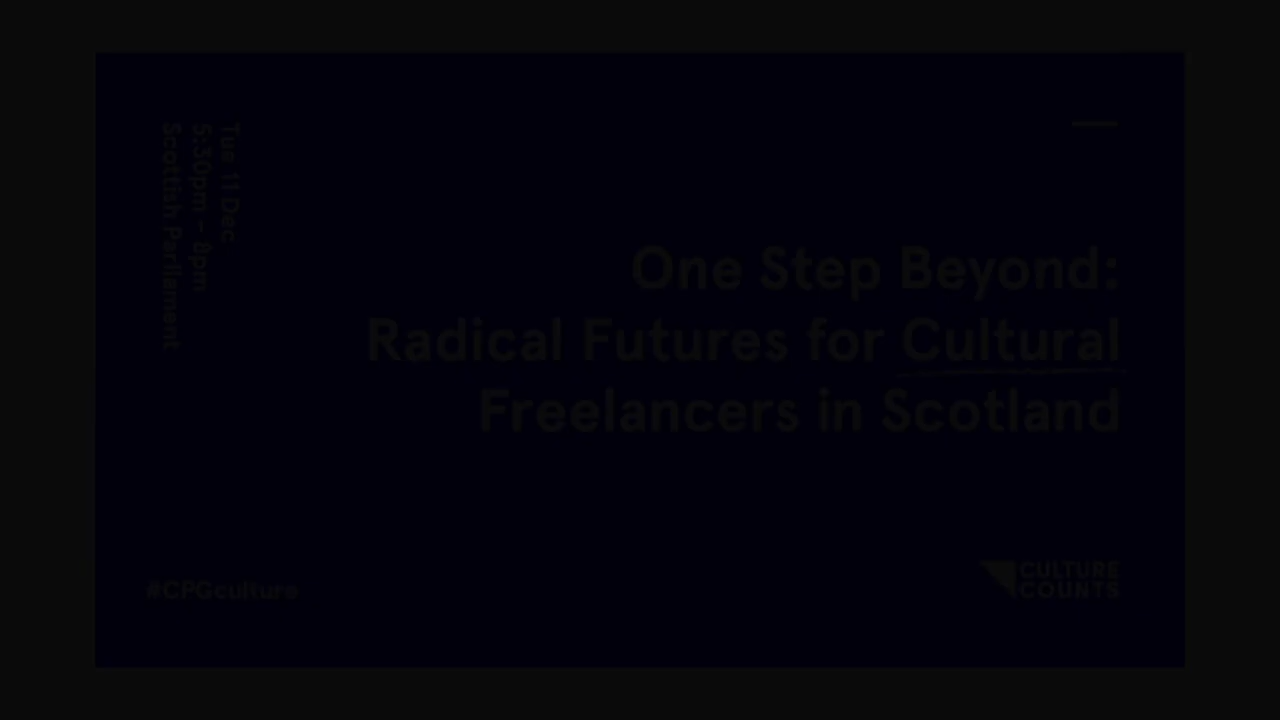 Tue 11 Dec
5:30pm – 8pm
Scottish Parliament
One Step Beyond:
Radical Futures for Cultural
Freelancers in Scotland
#CPGculture
CULTURE
COUNTS